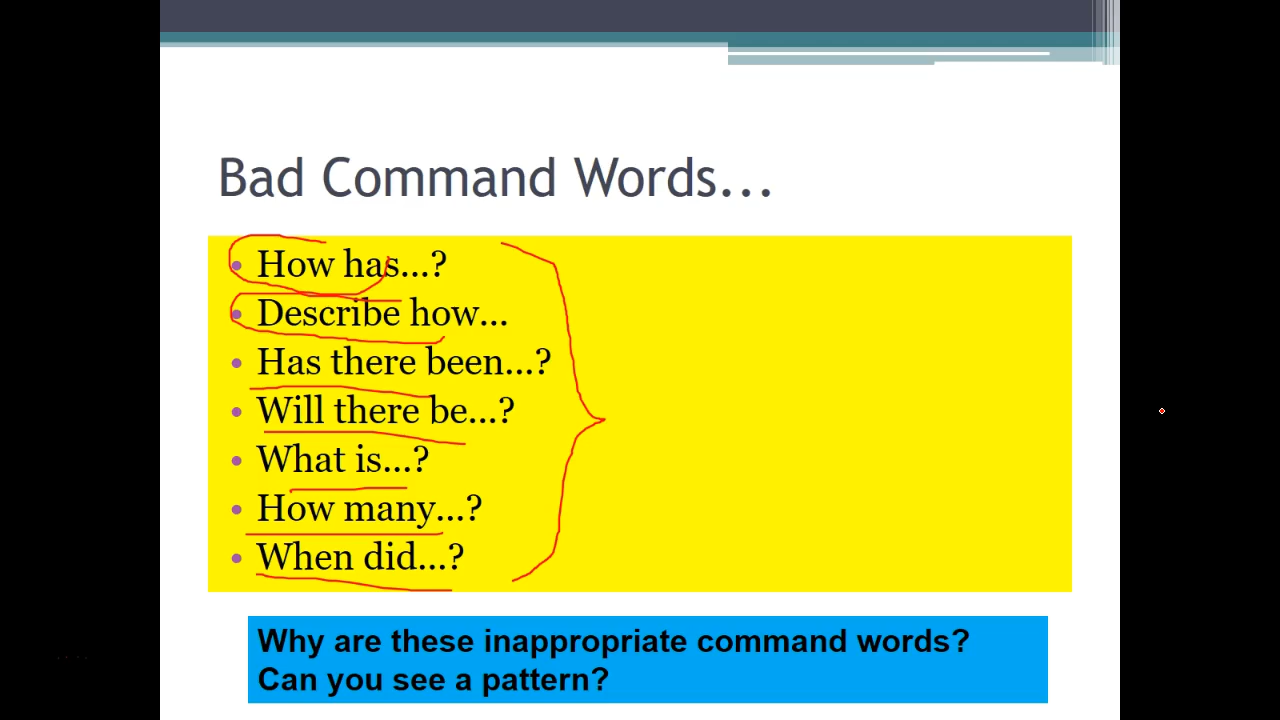 Bad Command Words...
• How has...?
• Describe how...
• Has there been...?
• Will there be...?
• What is...?
• How many...?
• When did...?
Why are these inappropriate command words?
Can you see a pattern?